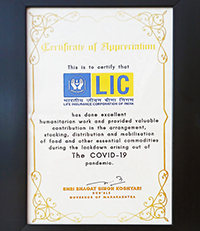 Certificate of Appreciation
This is to certify that
LIC
भारतीय जीवन बीमा निगम
LIFE INSURANCE CORPORATION OF INDIA
has done excellent
humanitarian work and provided valuable
contribution in the arrangement,
stocking, distribution and mobilisation
of food and other essential commodities
during the lockdown arising out of
The COVID-19
pandemic.
SHRI BHAGAT SINGH KOSHYARI
HON'BLE
GOVERNOR OF MAHARASHTRA